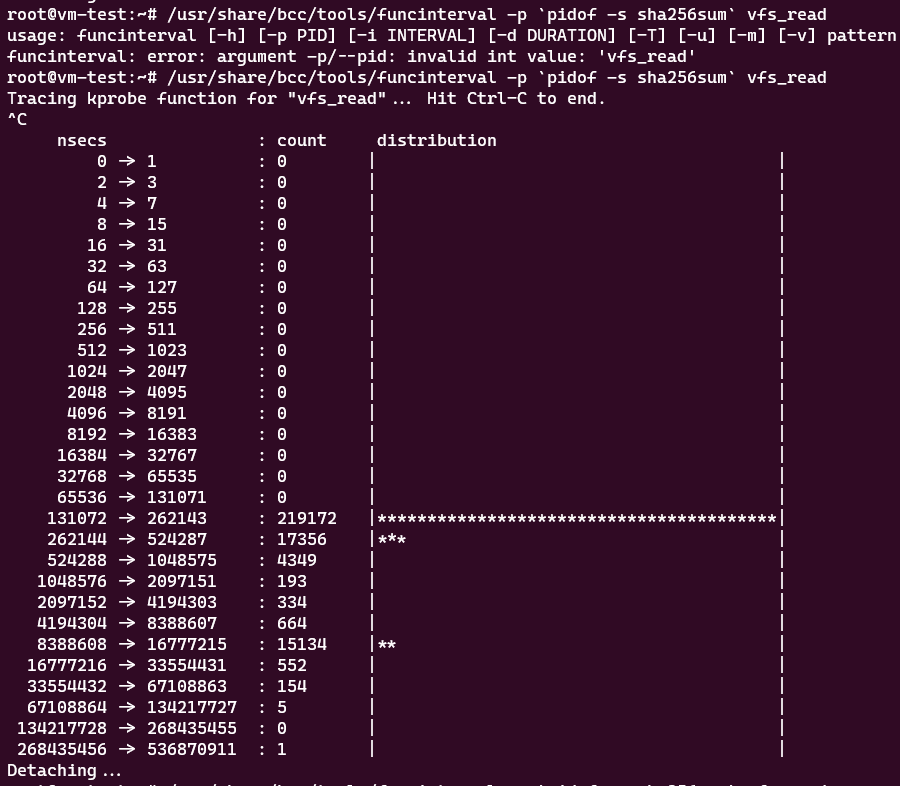 root@vm-test:~# /usr/share/bcc/tools/funcinterval -p `pidof -s sha256sum` vfs_read
usage: funcinterval [-h] [-p PID] [-i INTERVAL] [-d DURATION] [-T] [-u] [-m] [-v] pattern
funcinterval: error: argument -p/--pid: invalid int value: 'vfs_read'
root@vm-test:~# /usr/share/bcc/tools/funcinterval -p `pidof -s sha256sum` vfs_read
Tracing kprobe function for "vfs_read"... Hit Ctrl-C to end.
^C
nsecs : count distribution
0 -> 1 : 0 | |
2 -> 3 : 0 | |
4 -> 7 : 0 | |
8 -> 15 : 0 | |
16 -> 31 : 0 | |
32 -> 63 : 0 | |
64 -> 127 : 0 | |
128 -> 255 : 0 | |
256 -> 511 : 0 | |
512 -> 1023 : 0 | |
1024 -> 2047 : 0 | |
2048 -> 4095 : 0 | |
4096 -> 8191 : 0 | |
8192 -> 16383 : 0 | |
16384 -> 32767 : 0 | |
32768 -> 65535 : 0 | |
65536 -> 131071 : 0 | |
131072 -> 262143 : 219172 |****************************************|
262144 -> 524287 : 17356 |*** |
524288 -> 1048575 : 4349 | |
1048576 -> 2097151 : 193 | |
2097152 -> 4194303 : 334 | |
4194304 -> 8388607 : 664 | |
8388608 -> 16777215 : 15134 |** |
16777216 -> 33554431 : 552 | |
33554432 -> 67108863 : 154 | |
67108864 -> 134217727 : 5 | |
134217728 -> 268435455 : 0 | |
268435456 -> 536870911 : 1 | |
Detaching...